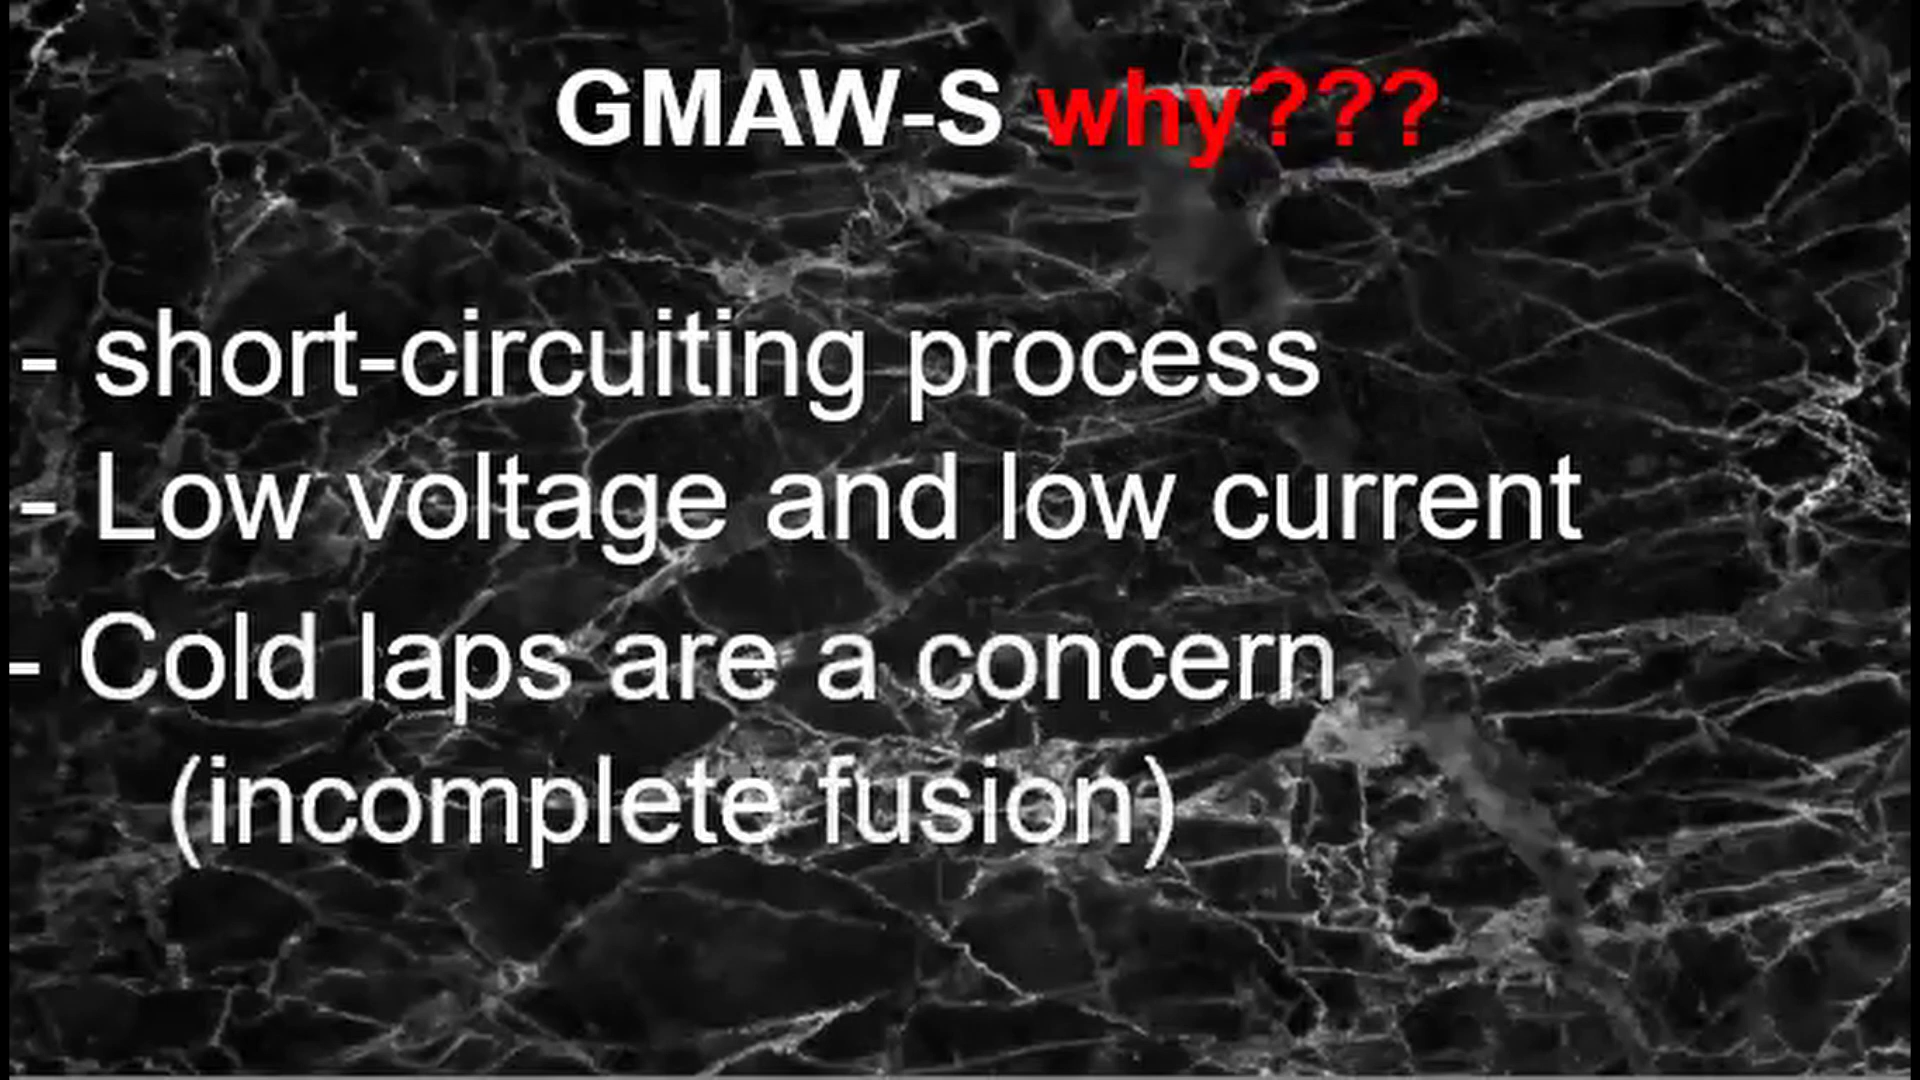 GMAW-S why???
- short-circuiting process
- Low voltage and low current
- Cold laps are a concern
(incomplete fusion)